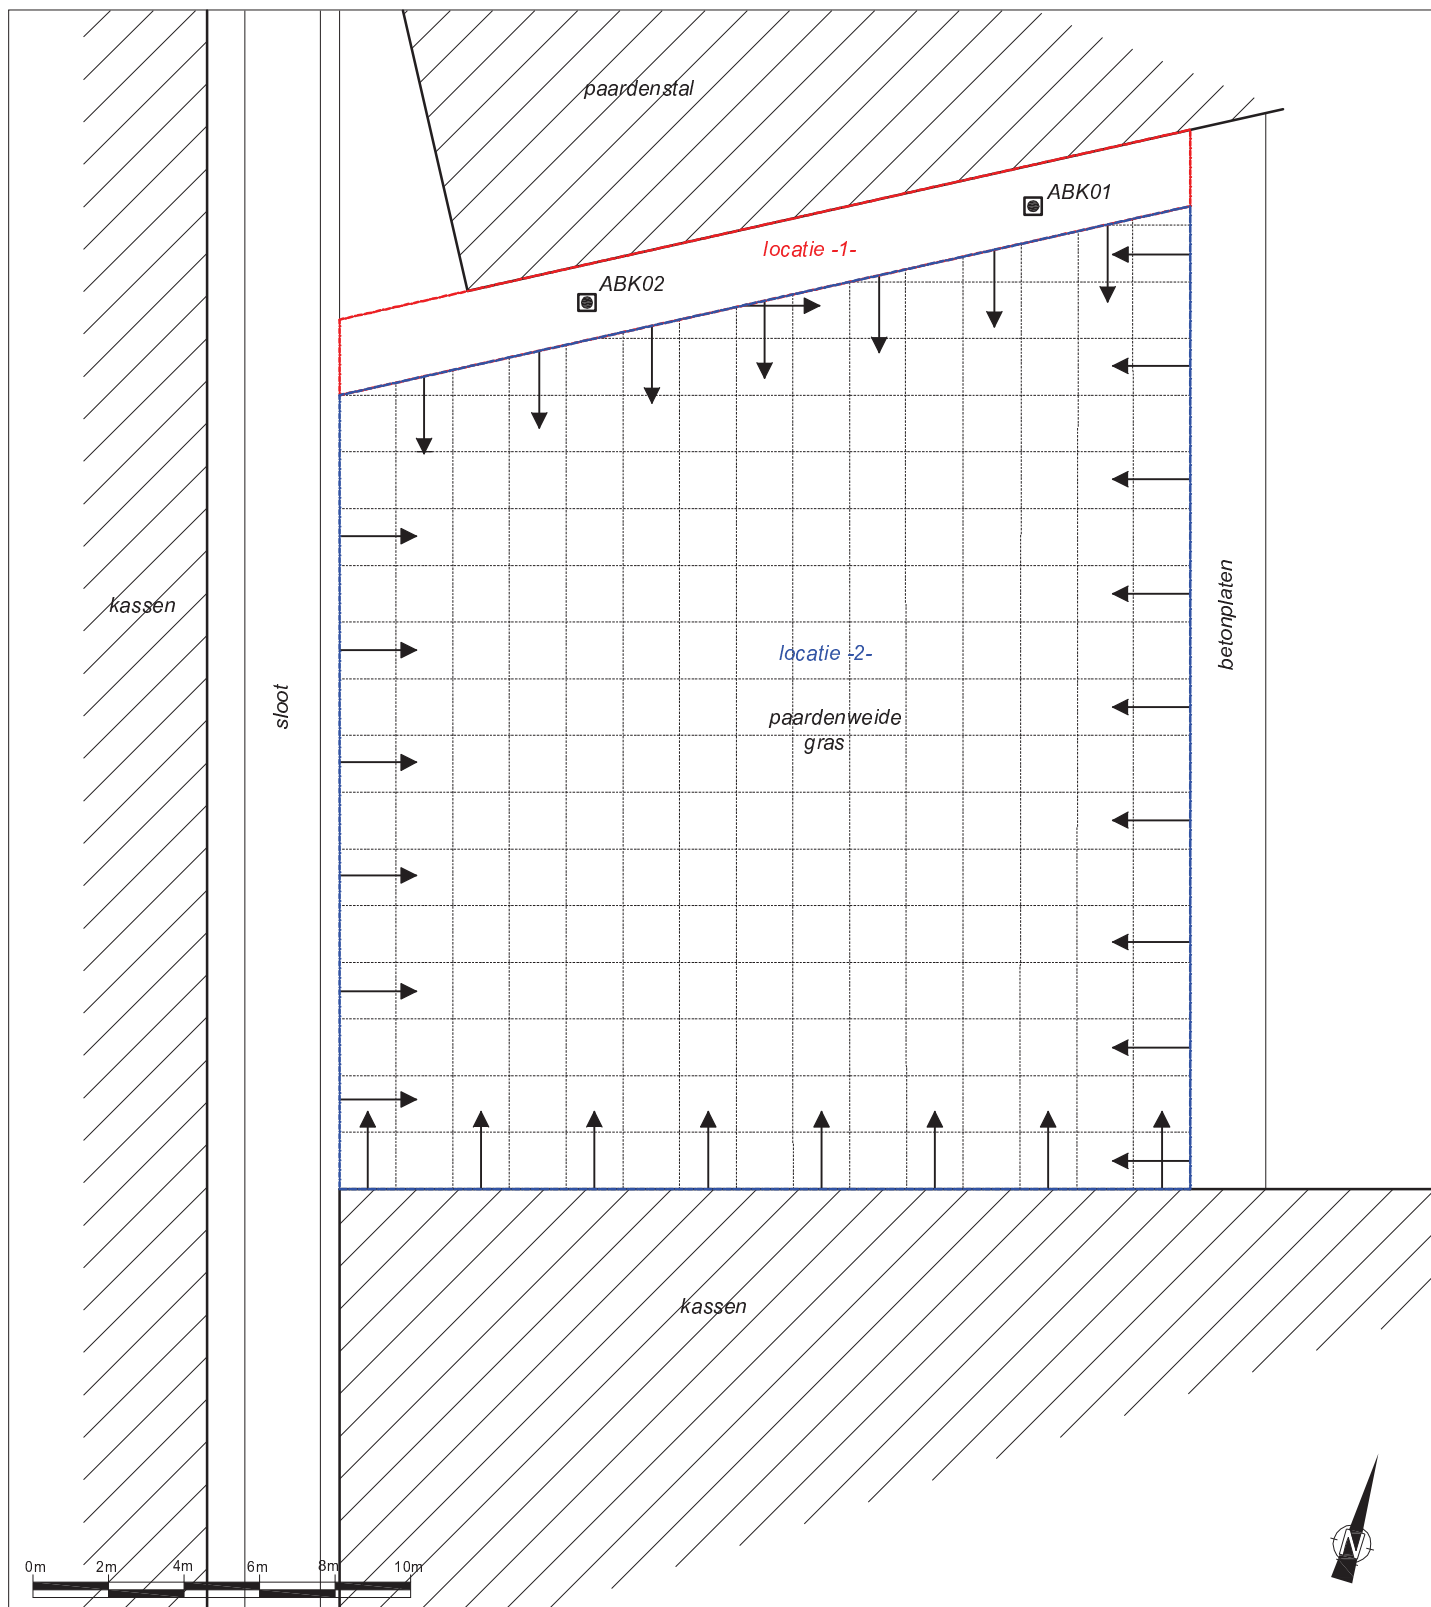 paardenstal
ABK01
locatie -1-
ABK02
kassen
betonplaten
locatie -2-
sloot
paardenweide
gras
kassen
N
0m 2m 4m 6m 8m 10m